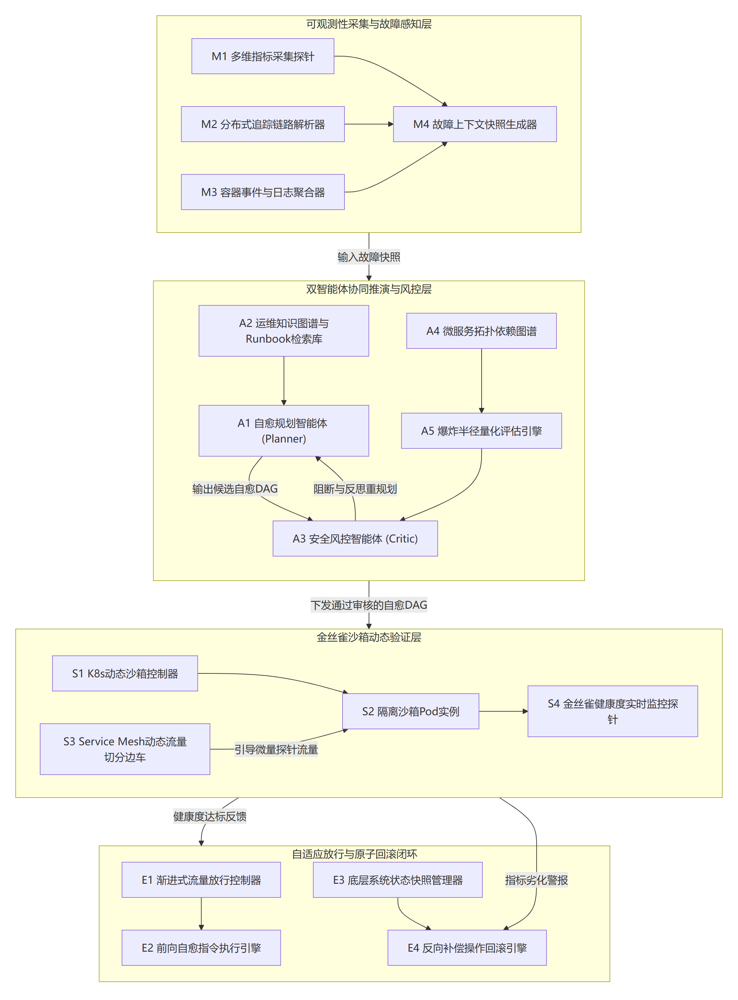 可观测性采集与故障感知层
M1 多维指标采集探针
M2 分布式追踪链路解析器
M4 故障上下文快照生成器
M3 容器事件与日志聚合器
输入故障快照
双智能体协同推演与风控层
A2 运维知识图谱与
Runbook检索库
A4 微服务拓扑依赖图谱
A1 自愈规划智能体
(Planner)
A5 爆炸半径量化评估引擎
输出候选自愈DAG
阻断与反思重规划
A3 安全风控智能体 (Critic)
下发通过审核的自愈DAG
金丝雀沙箱动态验证层
S1 K8s动态沙箱控制器
S2 隔离沙箱Pod实例
S4 金丝雀健康度实时监控探
针
S3 Service Mesh动态流量
切分边车
引导微量探针流量
健康度达标反馈
自适应放行与原子回滚闭环
E1 渐进式流量放行控制器
E3 底层系统状态快照管理器
指标劣化警报
E2 前向自愈指令执行引擎
E4 反向补偿操作回滚引擎